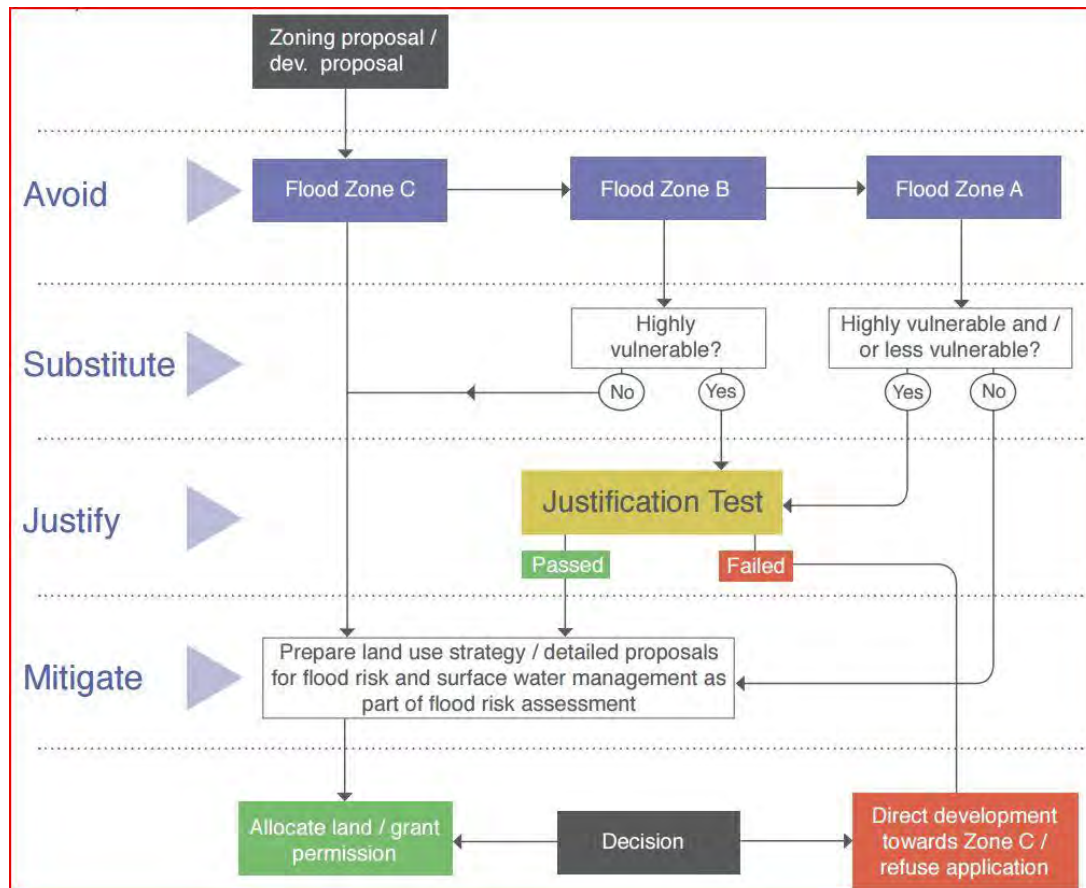 Zoning proposal /
dev. proposal
Avoid
Flood Zone C
Flood Zone B
Flood Zone A
Substitute
Highly
vulnerable?
Highly vulnerable and /
or less vulnerable?
No
Yes
Yes
No
Justify
Justification Test
Passed
Failed
Mitigate
Prepare land use strategy / detailed proposals
for flood risk and surface water management as
part of flood risk assessment
Allocate land / grant
permission
Decision
Direct development
towards Zone C /
refuse application